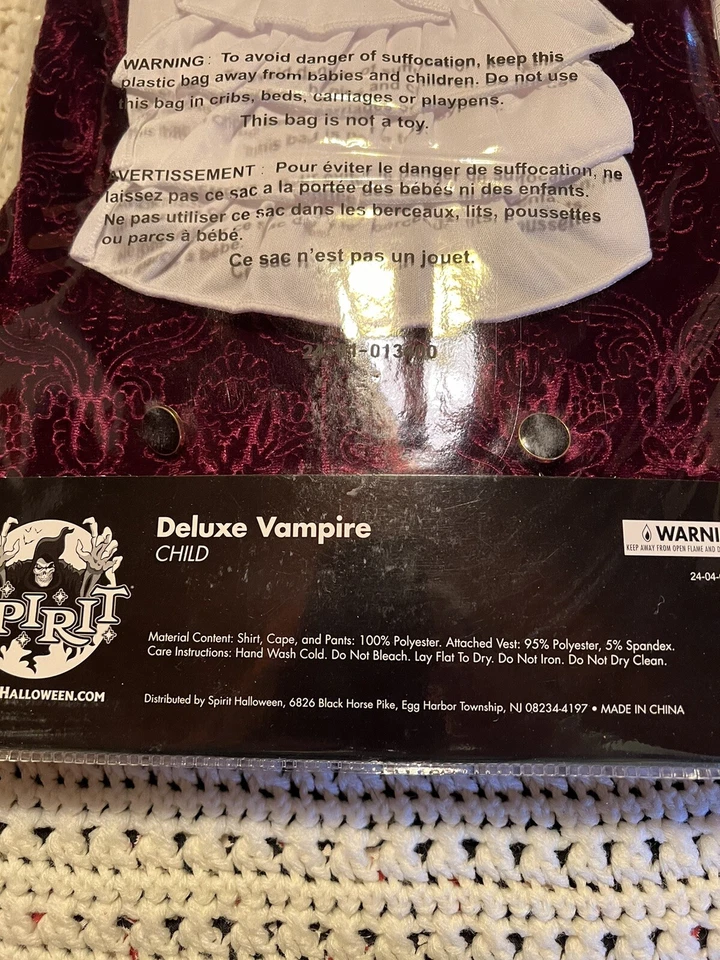 WARNING: To avoid danger of suffocation, keep this
plastic bag away from babies and children. Do not use
this bag in cribs, beds, carriages or playpens.
This bag is not a toy.
AVERTISSEMENT : Pour éviter le danger de suffocation, ne
laissez pas ce sac a la portée des bébés ni des enfants.
Ne pas utiliser ce sac dans les berceaux, lits, poussettes
ou parcs à bébé.
Ce sac n'est pas un jouet.
Deluxe Vampire
CHILD
WARNI
KEEP AWAY FROM OPEN FLAME AND
24-04-
SPIRIT
HALLOWEEN.COM
Material Content: Shirt, Cape, and Pants: 100% Polyester. Attached Vest: 95% Polyester, 5% Spandex.
Care Instructions: Hand Wash Cold. Do Not Bleach. Lay Flat To Dry. Do Not Iron. Do Not Dry Clean.
Distributed by Spirit Halloween, 6826 Black Horse Pike, Egg Harbor Township, NJ 08234-4197 • MADE IN CHINA